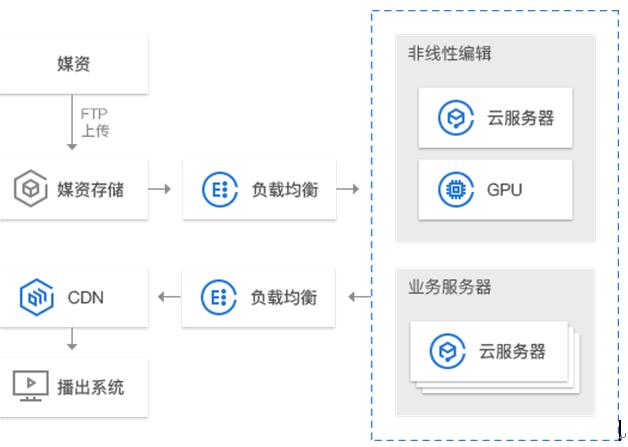 媒资
FTP
上传
媒资存储
负载均衡
非线性编辑
云服务器
GPU
CDN
负载均衡
业务服务器
云服务器
播出系统